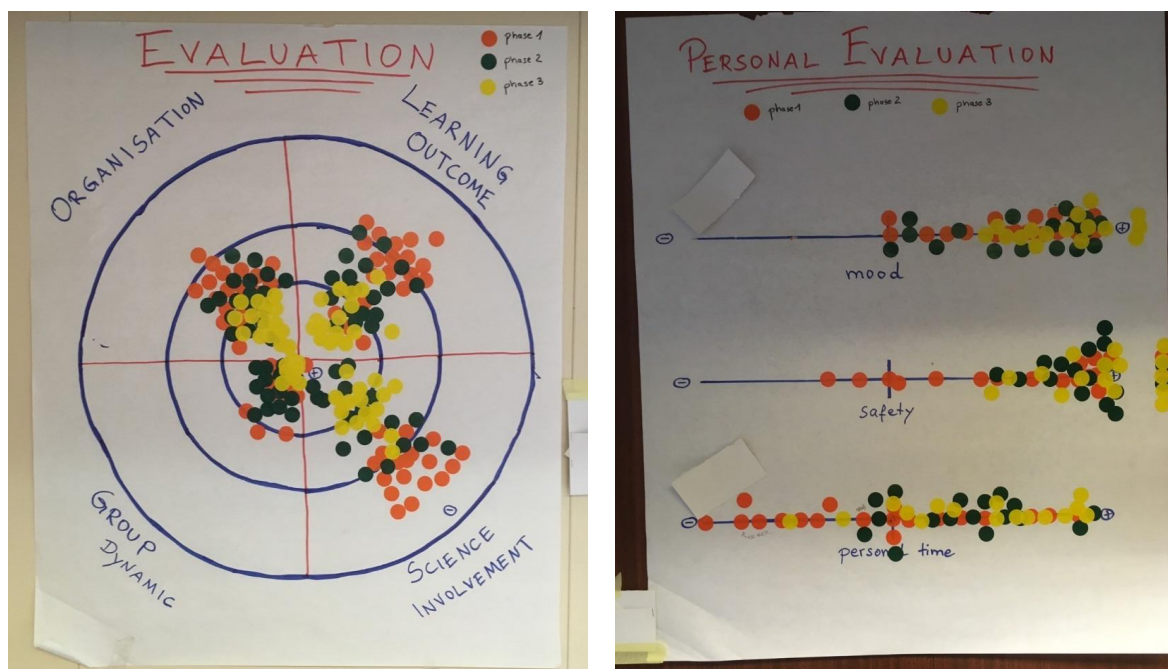 EVALUATION
phase 1
phase 2
phase 3
ORGANISATION
LEARNING
OUTCOME
+
-
GROUP
DYNAMIC
SCIENCE
INVOLVEMENT
PERSONAL EVALUATION
phase 1
phase 2
phase 3
- +
mood
- +
safety
- +
personal time